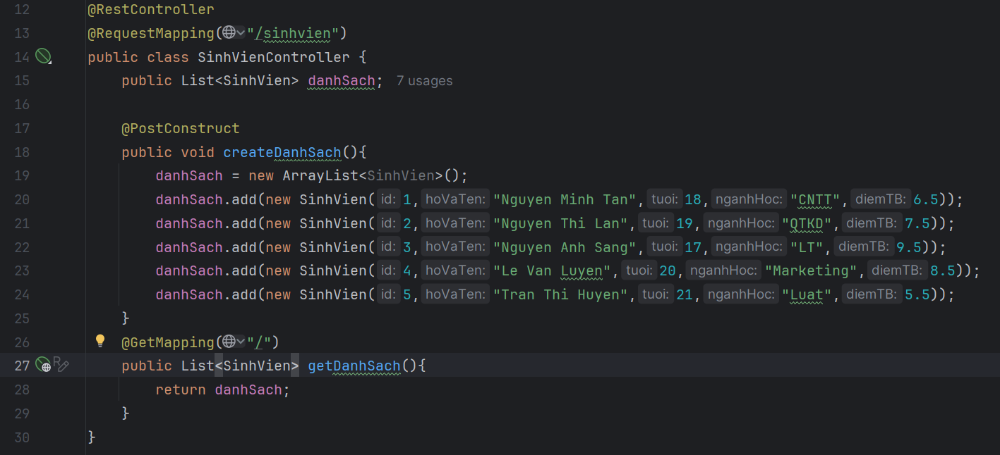 12 @RestController
13 @RequestMapping("/sinhvien")
14 public class SinhVienController {
15 public List<SinhVien> danhSach; 7 usages
16
17 @PostConstruct
18 public void createDanhSach(){
19 danhSach = new ArrayList<SinhVien>();
20 danhSach.add(new SinhVien( id: 1, hoVaTen: "Nguyen Minh Tan", tuoi: 18, nganhHoc: "CNTT", diemTB: 6.5));
21 danhSach.add(new SinhVien( id: 2, hoVaTen: "Nguyen Thi Lan", tuoi: 19, nganhHoc: "QTKD", diemTB: 7.5));
22 danhSach.add(new SinhVien( id: 3, hoVaTen: "Nguyen Anh Sang", tuoi: 17, nganhHoc: "LT", diemTB: 9.5));
23 danhSach.add(new SinhVien( id: 4, hoVaTen: "Le Van Luyen", tuoi: 20, nganhHoc: "Marketing", diemTB: 8.5));
24 danhSach.add(new SinhVien( id: 5, hoVaTen: "Tran Thi Huyen", tuoi: 21, nganhHoc: "Luat", diemTB: 5.5));
25 }
26 @GetMapping("/")
27 public List<SinhVien> getDanhSach(){
28 return danhSach;
29 }
30 }